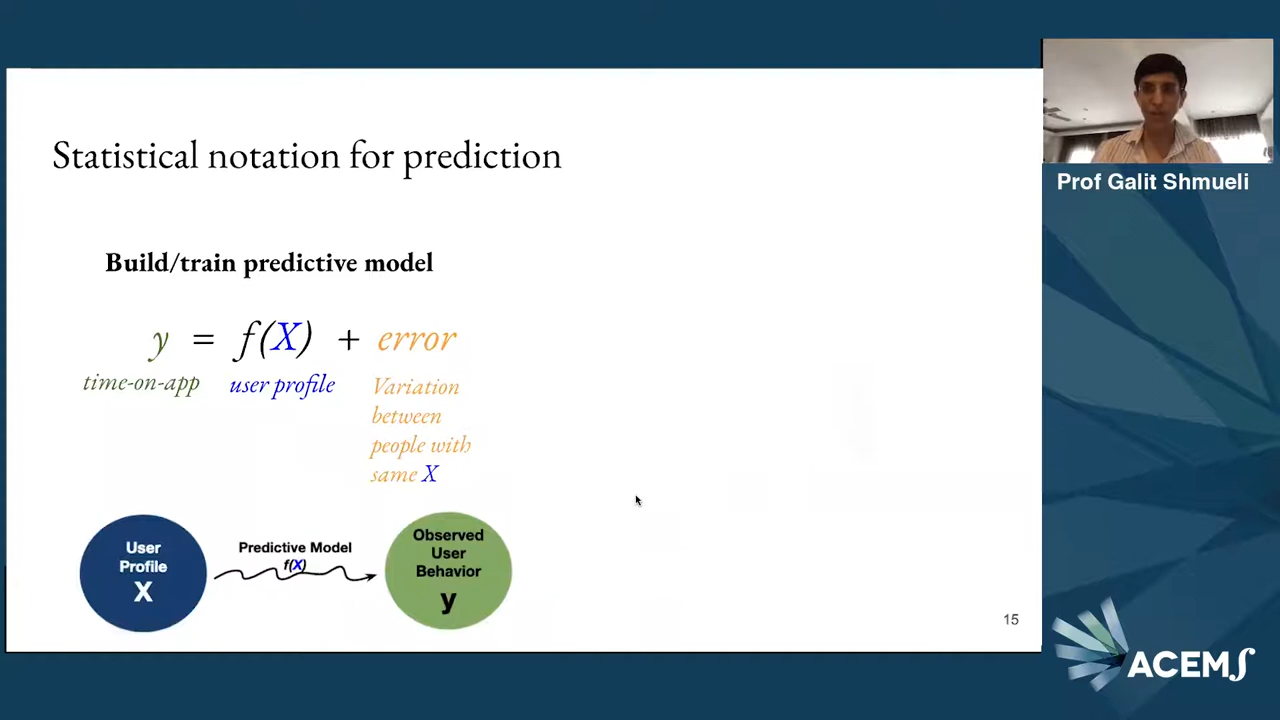 Statistical notation for prediction
Build/train predictive model
y = f(X) + error
time-on-app
user profile
Variation
between
people with
same X
User
Profile
X
Predictive Model
f(X)
Observed
User
Behavior
y
15
Prof Galit Shmueli
ACEMS